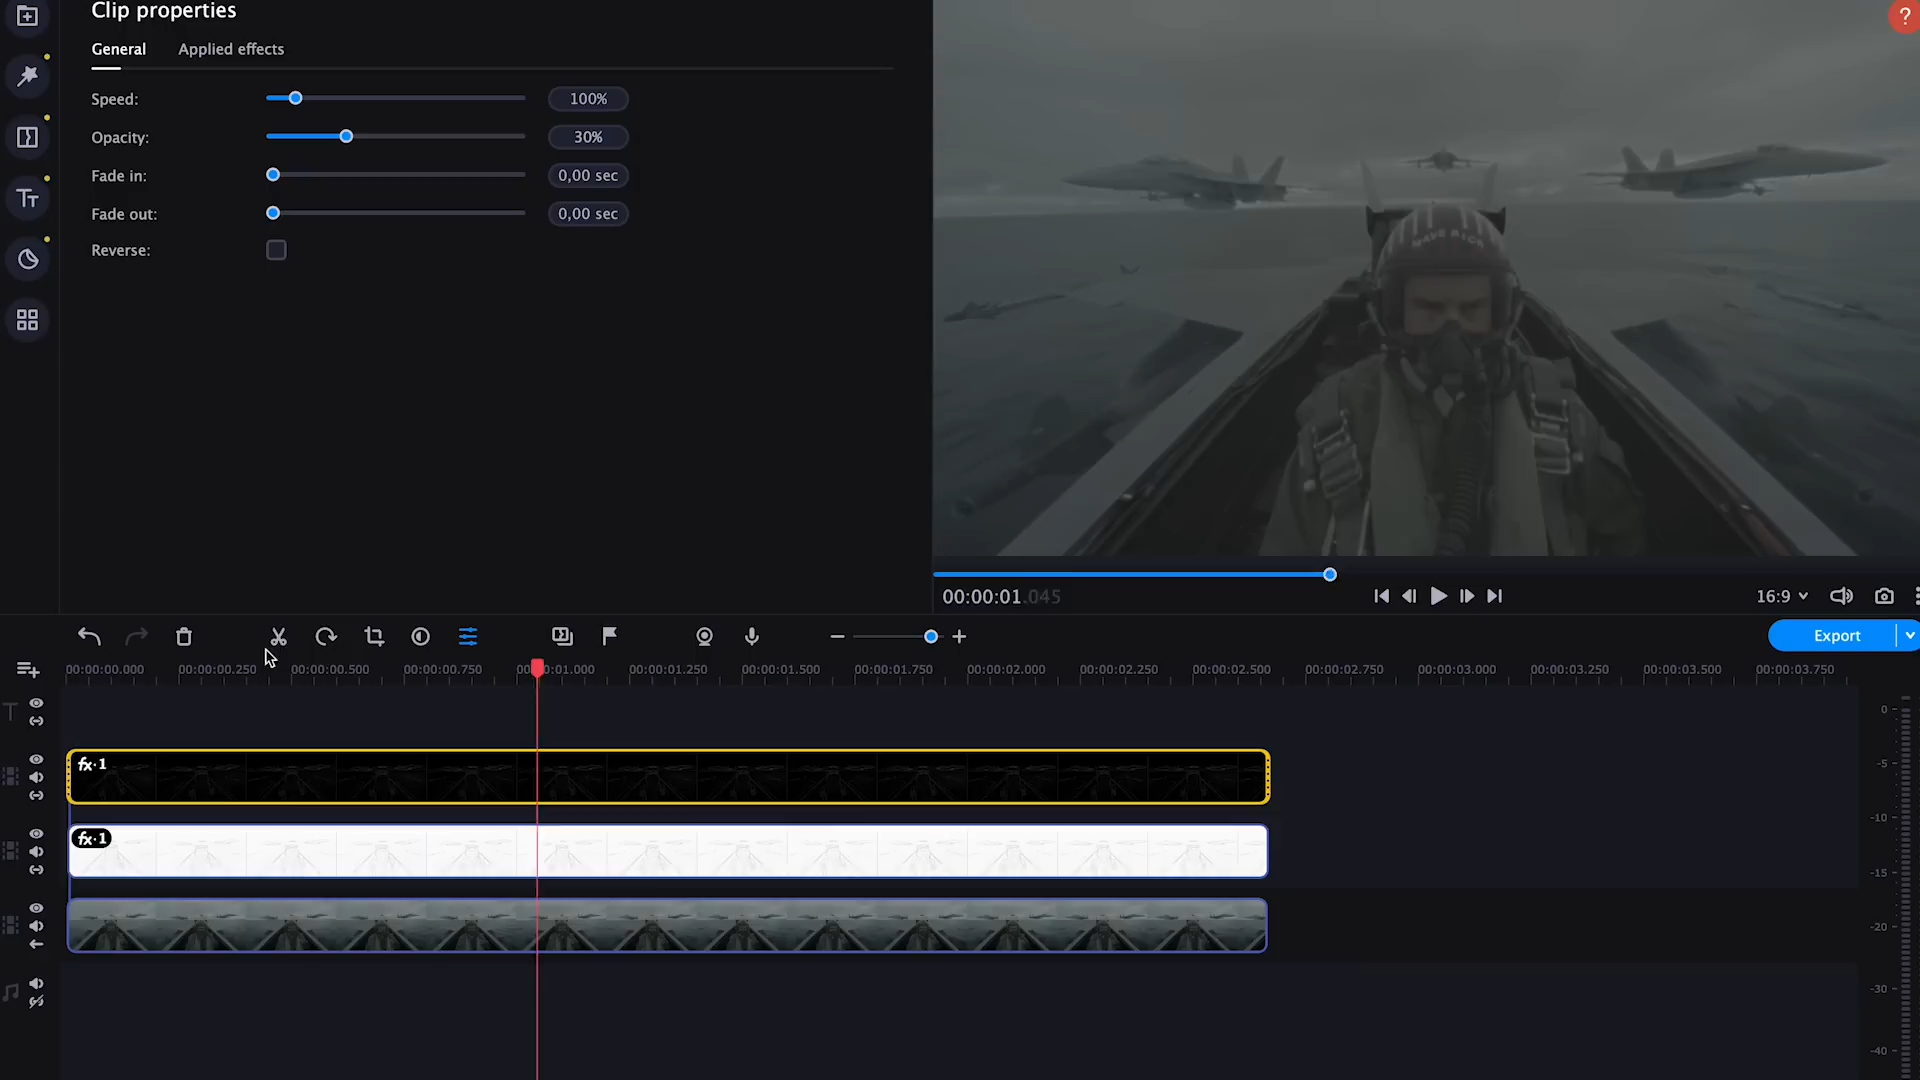 Clip properties
?
General Applied effects
Speed: 100%
Opacity: 30%
Fade in: 0,00 sec
Fade out: 0,00 sec
Reverse:
MAVERICK
00:00:01.045
16:9
Export
00:00:00.000 00:00:00.250 00:00:00.500 00:00:00.750 00:00:01.000 00:00:01.250 00:00:01.500 00:00:01.750 00:00:02.000 00:00:02.250 00:00:02.500 00:00:02.750 00:00:03.000 00:00:03.250 00:00:03.500 00:00:03.750
0
fx·1
-5
-10
fx·1
-15
-20
-30
-40